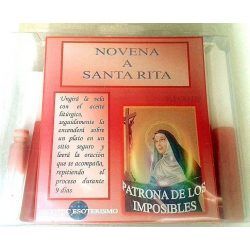 NOVENA
A
SANTA RITA
"Ungirá la vela
con el aceite
litúrgico,
seguidamente la
encenderá sobre
un plato en un
sitio seguro y
leerá la oración
que se acompaña,
repitiendo el
proceso durante
9 días.
PATRONA DE LOS
IMPOSIBLES
ESOTERISMO